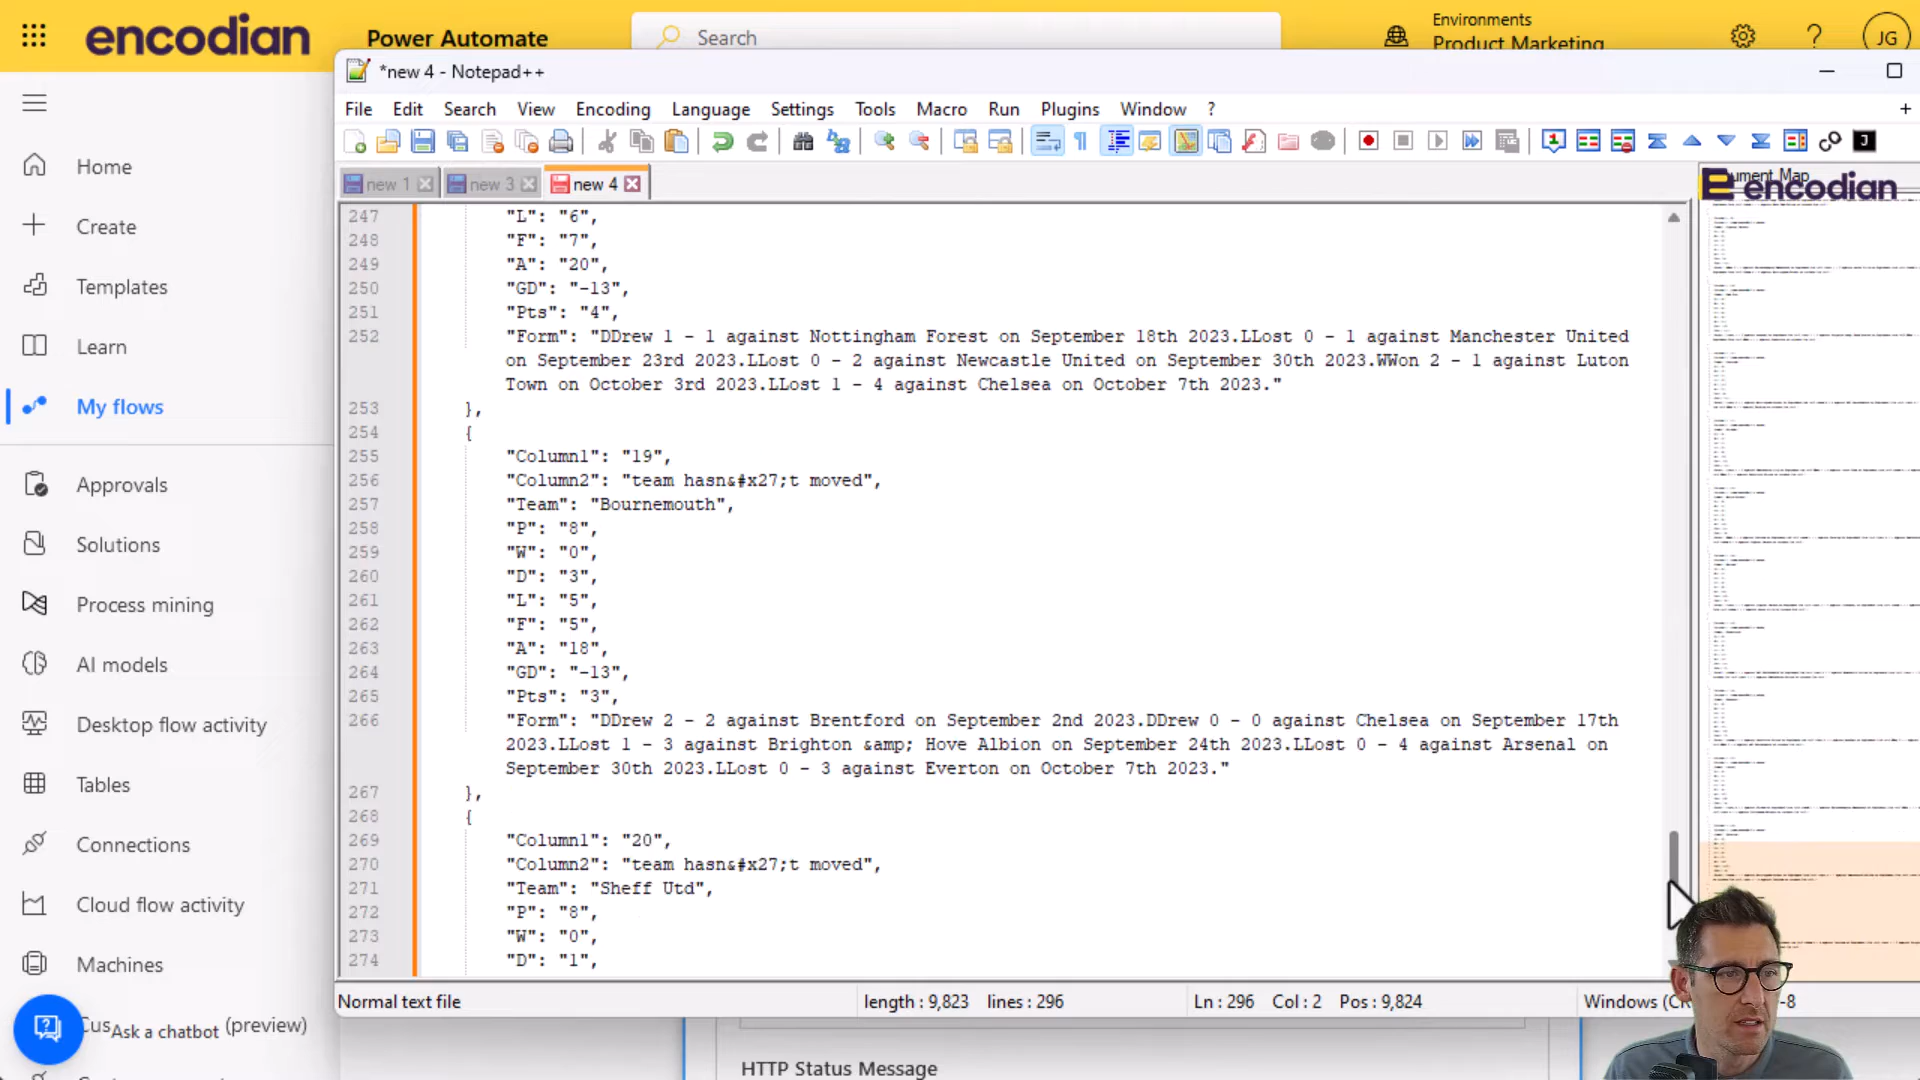 encodian
Power Automate
Search
Environments
Product Marketing
JG
*new 4 - Notepad++
File Edit Search View Encoding Language Settings Tools Macro Run Plugins Window ?
new 1
new 3
new 4
ument Map
encodian
Home
Create
Templates
Learn
My flows
Approvals
Solutions
Process mining
AI models
Desktop flow activity
Tables
Connections
Cloud flow activity
Machines
Cus
Ask a chatbot
(preview)
247 "L": "6",
248 "F": "7",
249 "A": "20",
250 "GD": "-13",
251 "Pts": "4",
252 "Form": "DDrew 1 - 1 against Nottingham Forest on September 18th 2023.LLost 0 - 1 against Manchester United
on September 23rd 2023.LLost 0 - 2 against Newcastle United on September 30th 2023.WWon 2 - 1 against Luton
Town on October 3rd 2023.LLost 1 - 4 against Chelsea on October 7th 2023."
253 },
254 {
255 "Column1": "19",
256 "Column2": "team hasn&#x27;t moved",
257 "Team": "Bournemouth",
258 "P": "8",
259 "W": "0",
260 "D": "3",
261 "L": "5",
262 "F": "5",
263 "A": "18",
264 "GD": "-13",
265 "Pts": "3",
266 "Form": "DDrew 2 - 2 against Brentford on September 2nd 2023.DDrew 0 - 0 against Chelsea on September 17th
2023.LLost 1 - 3 against Brighton &amp; Hove Albion on September 24th 2023.LLost 0 - 4 against Arsenal on
September 30th 2023.LLost 0 - 3 against Everton on October 7th 2023."
267 },
268 {
269 "Column1": "20",
270 "Column2": "team hasn&#x27;t moved",
271 "Team": "Sheff Utd",
272 "P": "8",
273 "W": "0",
274 "D": "1",
Normal text file
length : 9,823 lines : 296
Ln : 296 Col : 2 Pos : 9,824
Windows (CR
-8
HTTP Status Message